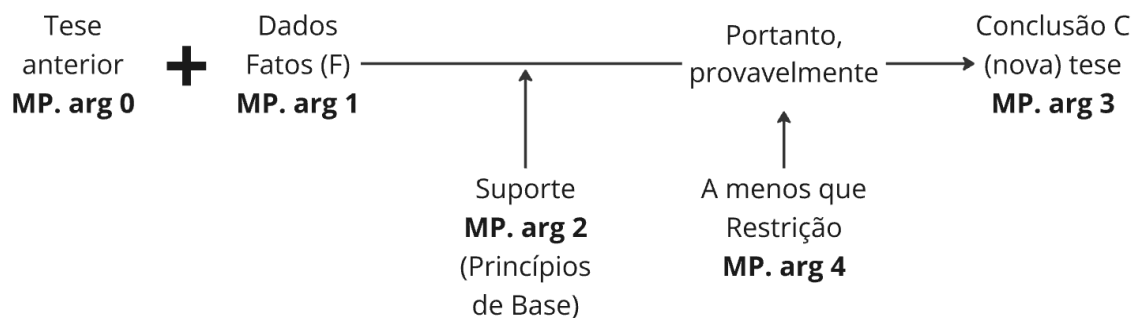 Tese
anterior
MP. arg 0
+
Dados
Fatos (F)
MP. arg 1
Portanto,
provavelmente
Conclusão C
(nova) tese
MP. arg 3
Suporte
MP. arg 2
(Princípios
de Base)
A menos que
Restrição
MP. arg 4